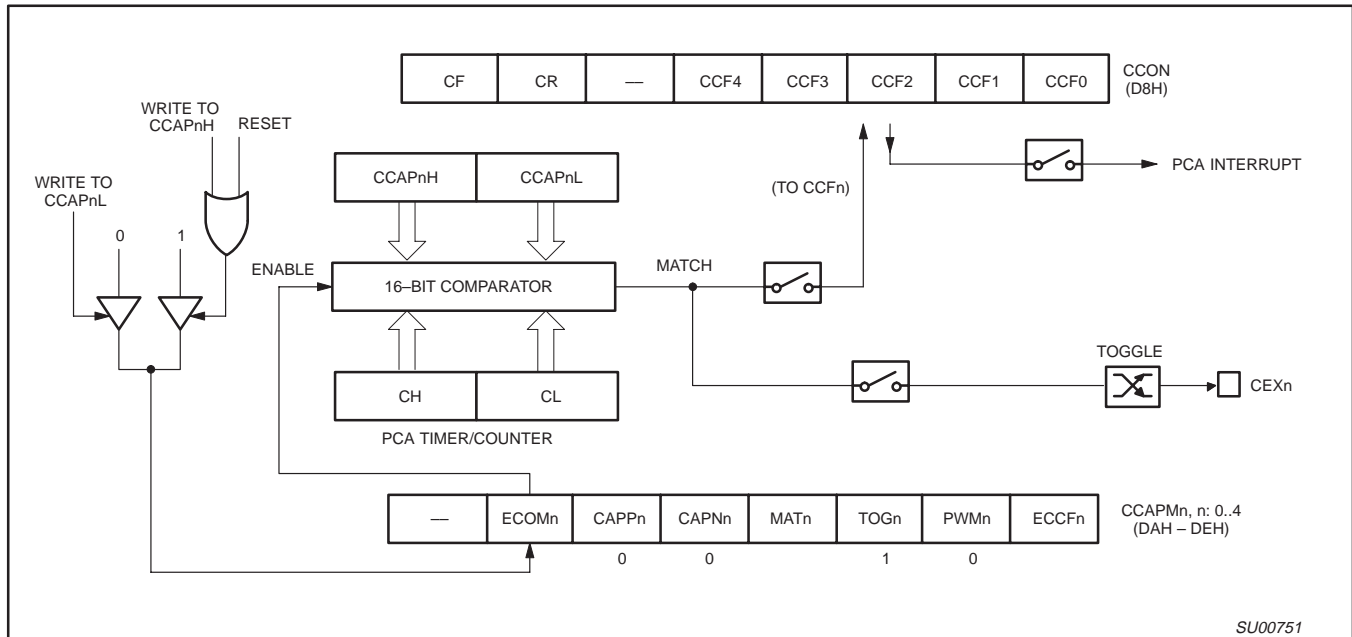 CF CR — CCF4 CCF3 CCF2 CCF1 CCF0
CCON
(D8H)
WRITE TO
CCAPnH
RESET
WRITE TO
CCAPnL
0 1
CCAPnH CCAPnL
(TO CCFn)
PCA INTERRUPT
ENABLE
16–BIT COMPARATOR
MATCH
TOGGLE
CEXn
CH CL
PCA TIMER/COUNTER
— ECOMn CAPPn CAPNn MATn TOGn PWMn ECCFn
CCAPMn, n: 0..4
(DAH – DEH)
0 0 1 0
SU00751